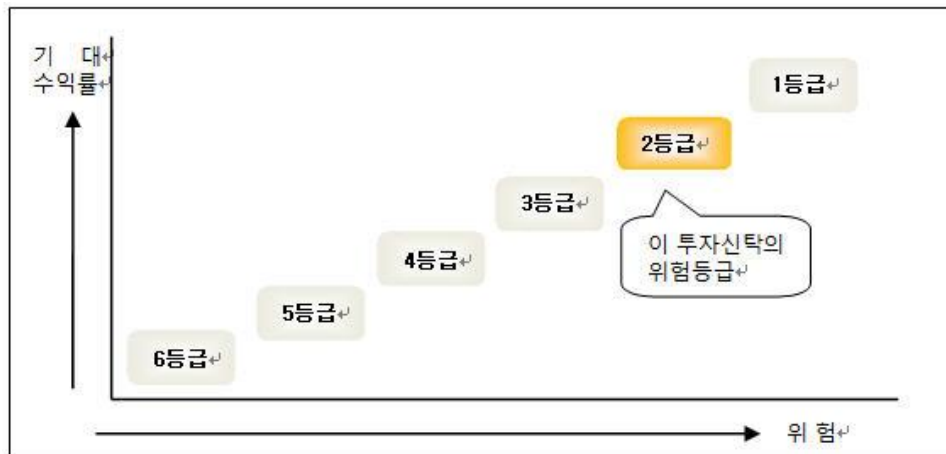 기 대
수익률
1등급
2등급
3등급
이 투자신탁의
위험등급
4등급
5등급
6등급
위 험